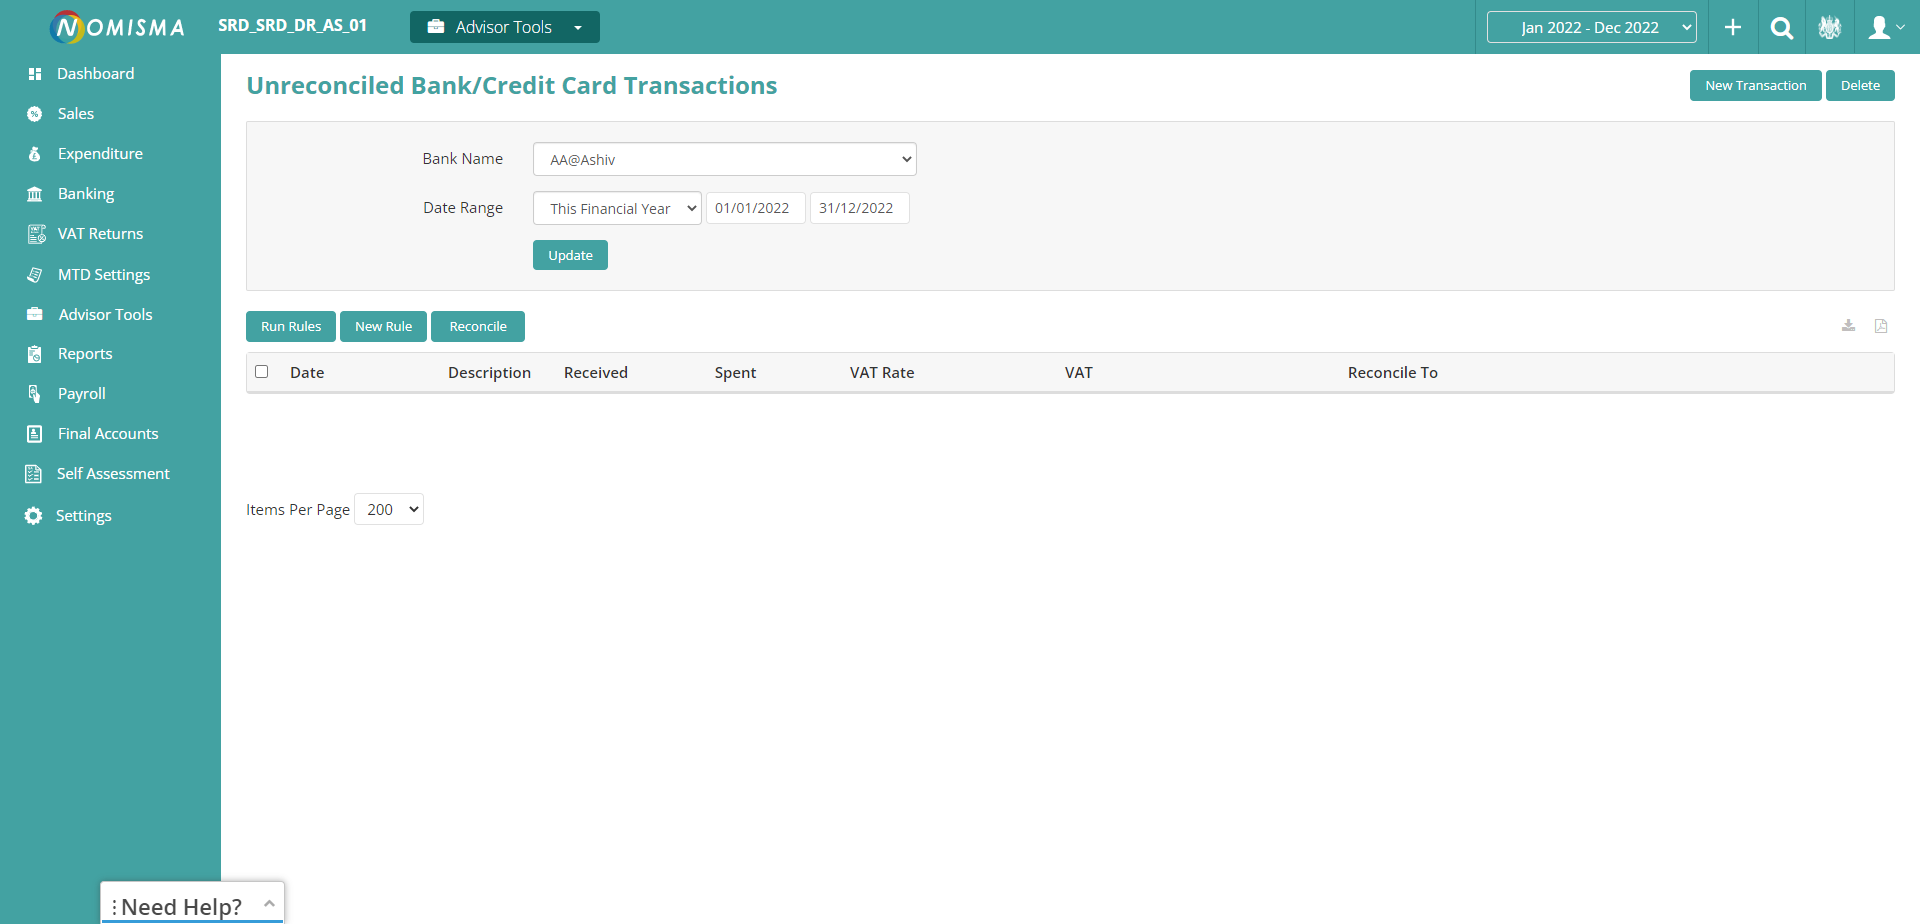 NOMISMA
SRD_SRD_DR_AS_01
Advisor Tools
Jan 2022 - Dec 2022
Dashboard
Sales
Expenditure
Banking
VAT Returns
MTD Settings
Advisor Tools
Reports
Payroll
Final Accounts
Self Assessment
Settings
Unreconciled Bank/Credit Card Transactions
New Transaction
Delete
Bank Name
AA@Ashiv
Date Range
This Financial Year
01/01/2022
31/12/2022
Update
Run Rules
New Rule
Reconcile
Date
Description
Received
Spent
VAT Rate
VAT
Reconcile To
Items Per Page
200
Need Help?